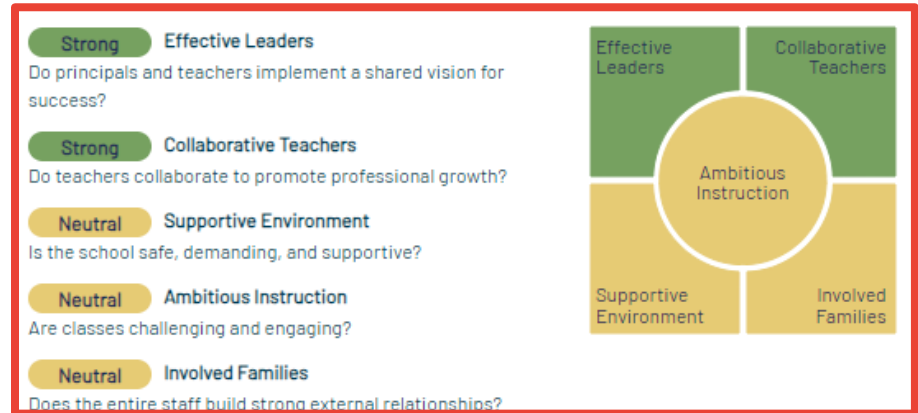 Strong Effective Leaders
Do principals and teachers implement a shared vision for
success?
Strong Collaborative Teachers
Do teachers collaborate to promote professional growth?
Neutral Supportive Environment
Is the school safe, demanding, and supportive?
Neutral Ambitious Instruction
Are classes challenging and engaging?
Neutral Involved Families
Does the entire staff build strong external relationships?
Effective
Leaders
Collaborative
Teachers
Ambitious
Instruction
Supportive
Environment
Involved
Families